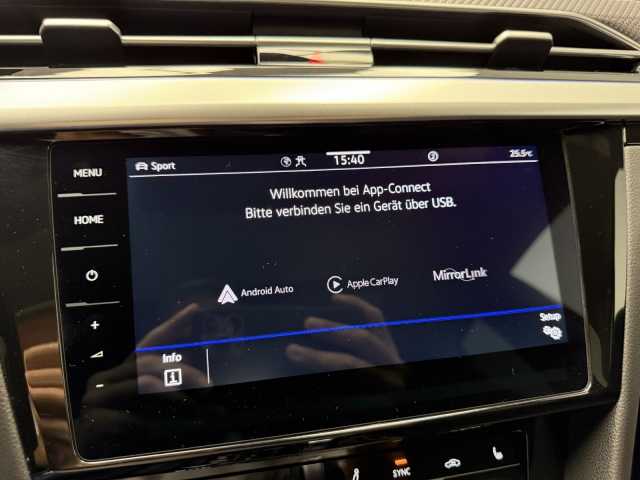 MENU
HOME
Sport
15:40
25.5°C
Willkommen bei App-Connect
Bitte verbinden Sie ein Gerät über USB.
Android Auto
Apple CarPlay
MirrorLink
Setup
Info
SYNC